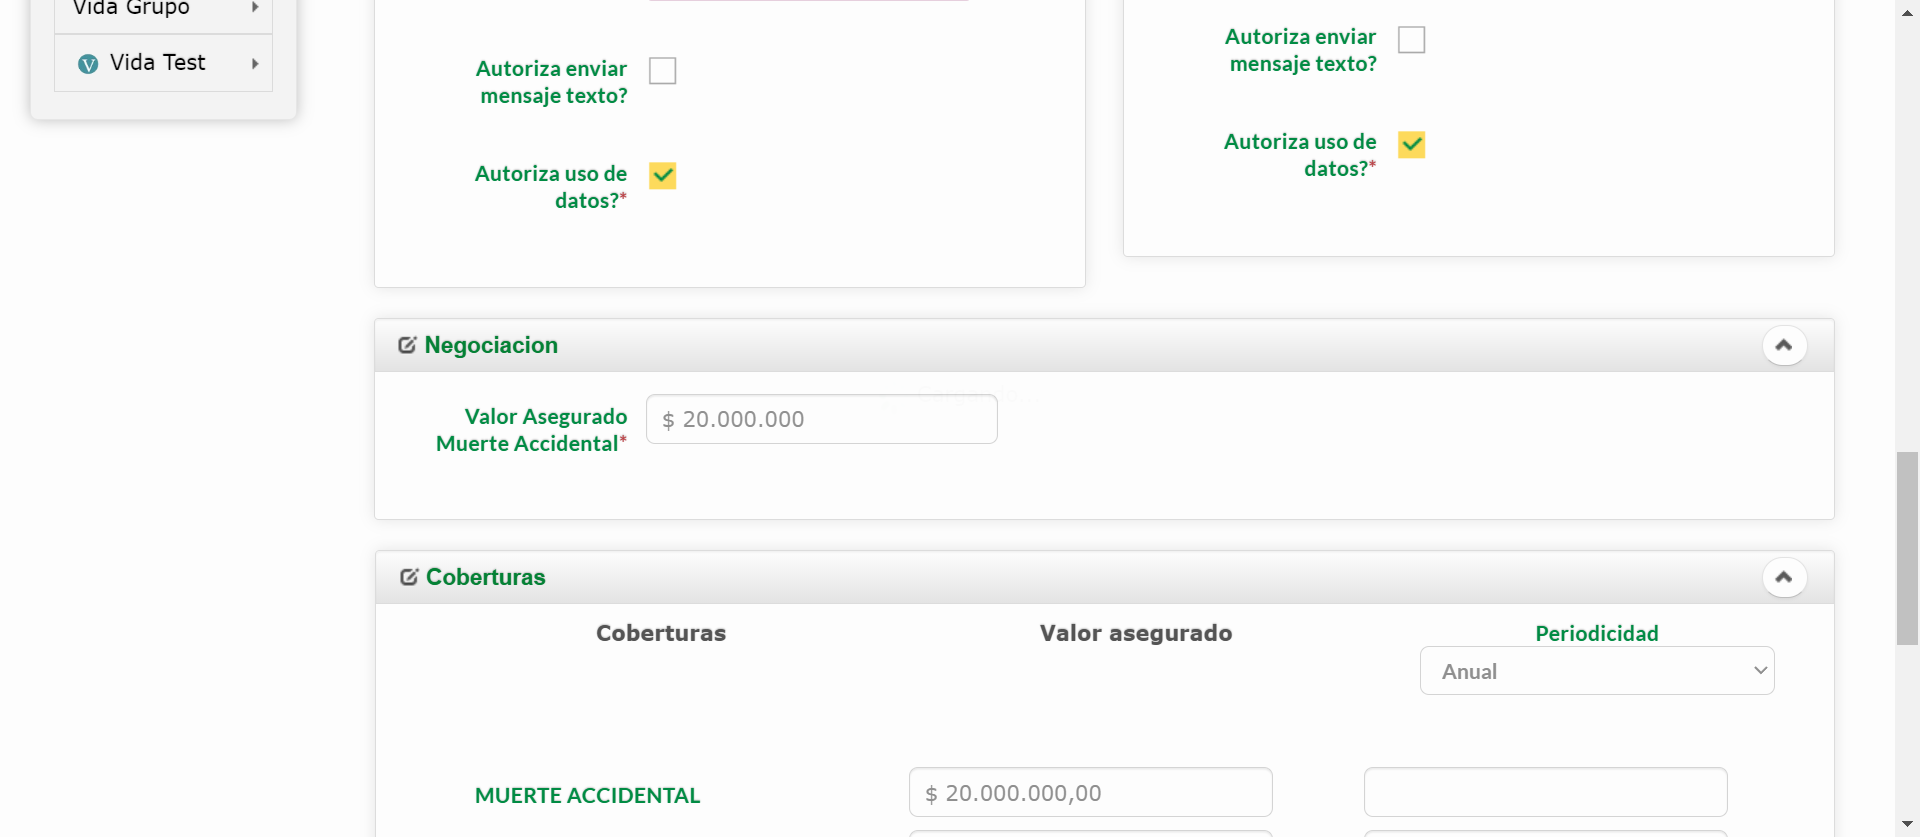 Vida Grupo
Vida Test
Autoriza enviar
mensaje texto?
Autoriza uso de
datos?*
Autoriza enviar
mensaje texto?
Autoriza uso de
datos?*
Negociacion
Valor Asegurado
Muerte Accidental*
$ 20.000.000
Cargando
Coberturas
Coberturas
Valor asegurado
Periodicidad
Anual
MUERTE ACCIDENTAL
$ 20.000.000,00